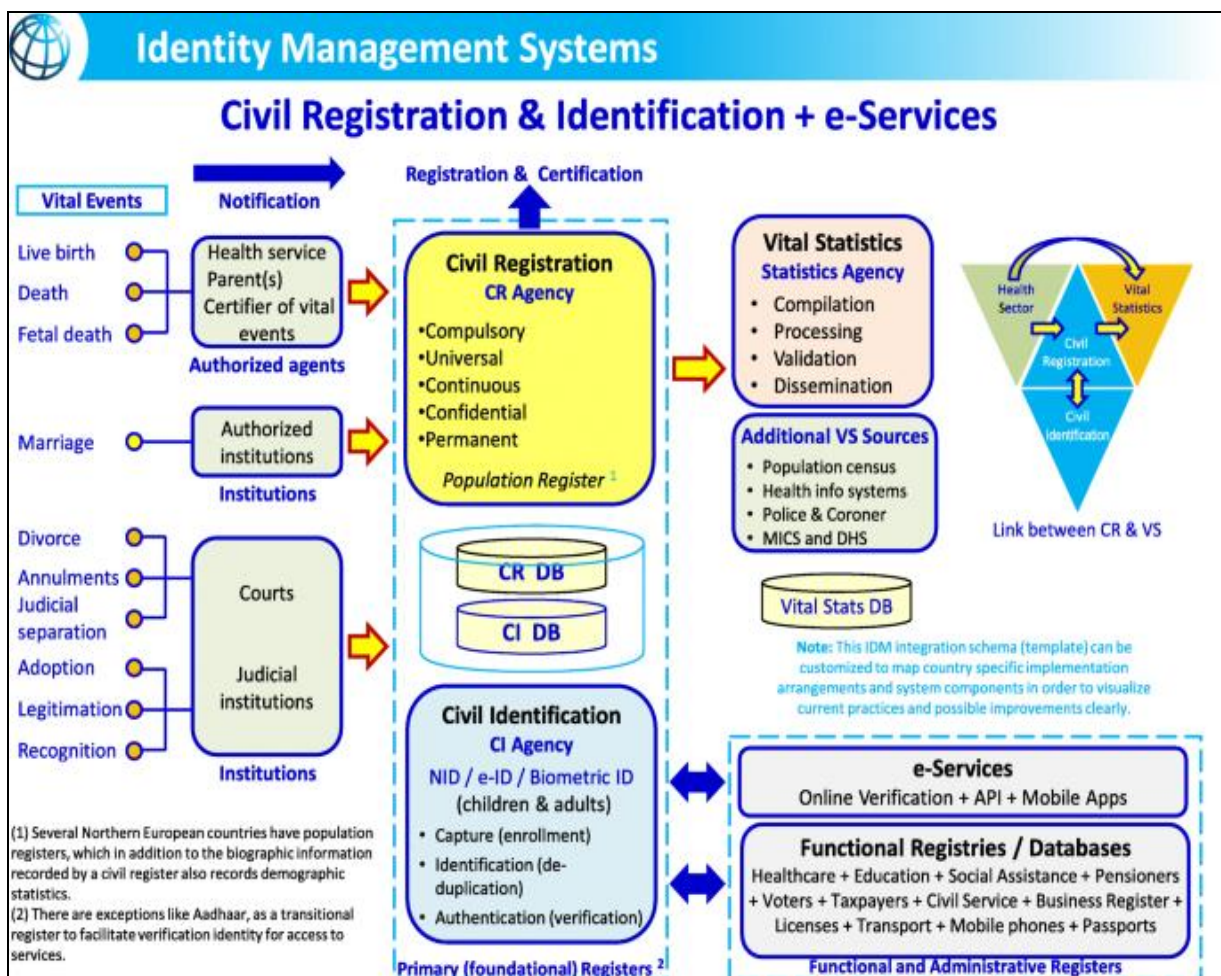 Identity Management Systems
Civil Registration & Identification + e-Services
Vital Events
Notification
Registration & Certification
Live birth
Death
Fetal death
Health service
Parent(s)
Certifier of vital
events
Authorized agents
Marriage
Authorized
institutions
Institutions
Divorce
Annulments
Judicial
separation
Adoption
Legitimation
Recognition
Courts
Judicial
institutions
Institutions
Civil Registration
CR Agency
•Compulsory
•Universal
•Continuous
•Confidential
•Permanent
Population Register 1
CR DB
CI DB
Civil Identification
CI Agency
NID / e-ID / Biometric ID
(children & adults)
• Capture (enrollment)
• Identification (de-
duplication)
• Authentication (verification)
Primary (foundational) Registers 2
Vital Statistics
Statistics Agency
• Compilation
• Processing
• Validation
• Dissemination
Additional VS Sources
• Population census
• Health info systems
• Police & Coroner
• MICS and DHS
Vital Stats DB
Health
Sector
Vital
Statistics
Civil
Registration
Civil
Identification
Link between CR & VS
Note: This IDM integration schema (template) can be
customized to map country specific implementation
arrangements and system components in order to visualize
current practices and possible improvements clearly.
e-Services
Online Verification + API + Mobile Apps
Functional Registries / Databases
Healthcare + Education + Social Assistance + Pensioners
+ Voters + Taxpayers + Civil Service + Business Register +
Licenses + Transport + Mobile phones + Passports
Functional and Administrative Registers
(1) Several Northern European countries have population
registers, which in addition to the biographic information
recorded by a civil register also records demographic
statistics.
(2) There are exceptions like Aadhaar, as a transitional
register to facilitate verification identity for access to
services.